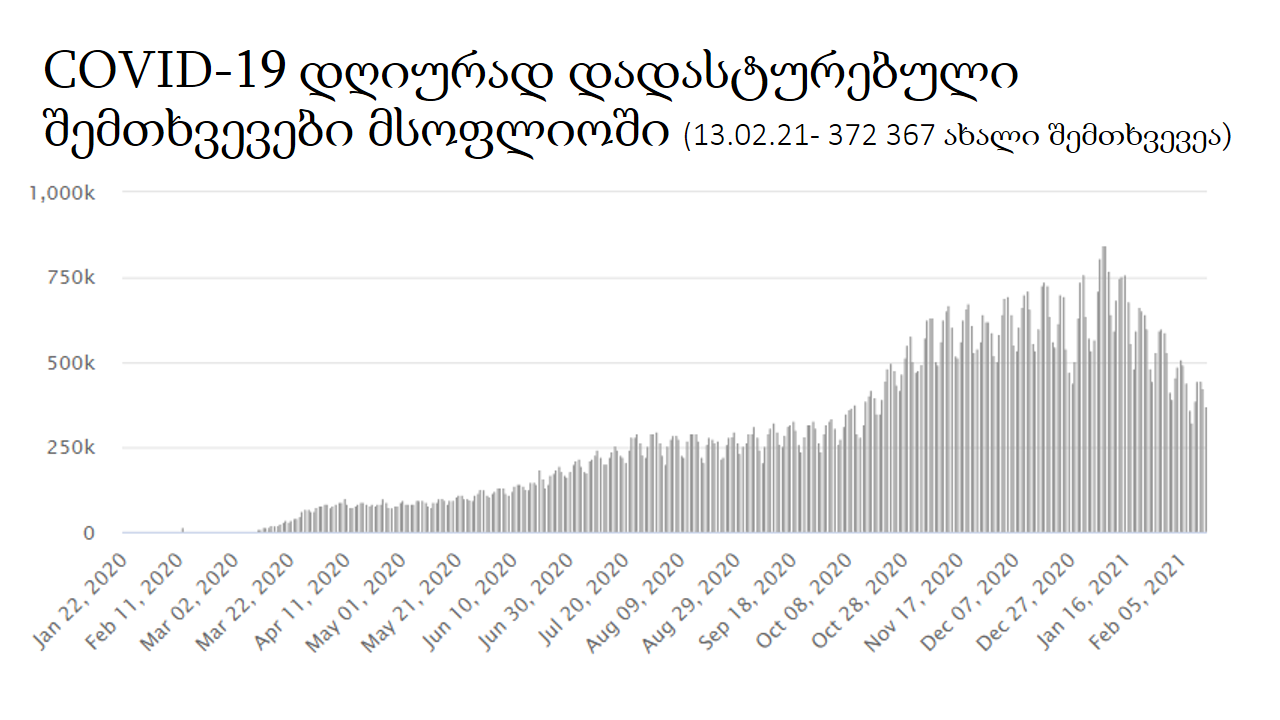 COVID-19 დღიურად დადასტურებული
შემთხვევები მსოფლიოში (13.02.21- 372 367 ახალი შემთხვევეა)
1,000k
750k
500k
250k
0
Jan 22, 2020
Feb 11, 2020
Mar 02, 2020
Mar 22, 2020
Apr 11, 2020
May 01, 2020
May 21, 2020
Jun 10, 2020
Jun 30, 2020
Jul 20, 2020
Aug 09, 2020
Aug 29, 2020
Sep 18, 2020
Oct 08, 2020
Oct 28, 2020
Nov 17, 2020
Dec 07, 2020
Dec 27, 2020
Jan 16, 2021
Feb 05, 2021